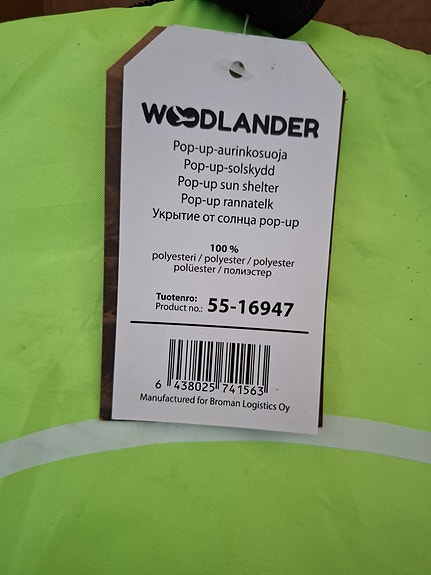 WOODLANDER
Pop-up-aurinkosuoja
Pop-up-solskydd
Pop-up sun shelter
Pop-up rannatelk
Укрытие от солнца pop-up
100 %
polyesteri / polyester / polyester
polüester / полиэстер
Tuotenro:
Product no.: 55-16947
6 438025 741563
Manufactured for Broman Logistics Oy